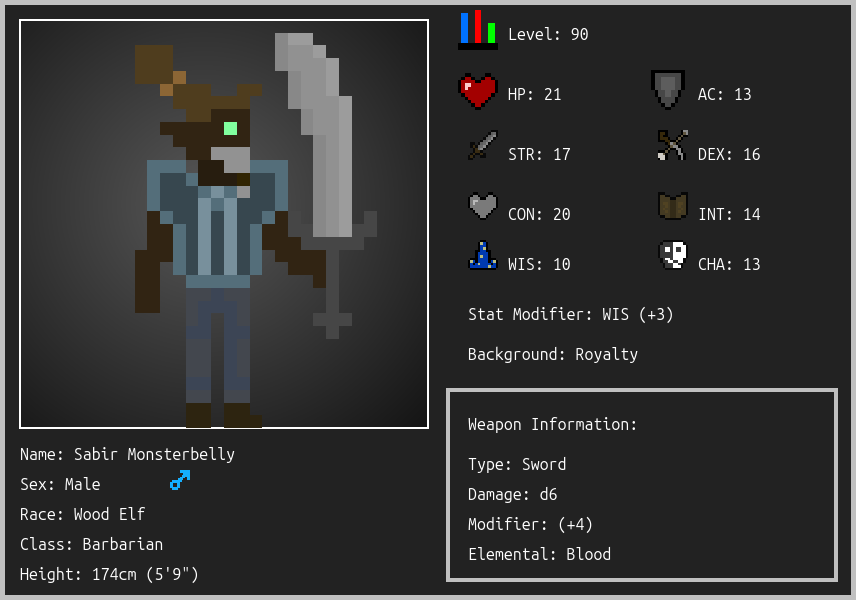 Level: 90
HP: 21
AC: 13
STR: 17
DEX: 16
CON: 20
INT: 14
WIS: 10
CHA: 13
Stat Modifier: WIS (+3)
Background: Royalty
Weapon Information:
Type: Sword
Damage: d6
Modifier: (+4)
Elemental: Blood
Name: Sabir Monsterbelly
Sex: Male
Race: Wood Elf
Class: Barbarian
Height: 174cm (5'9")